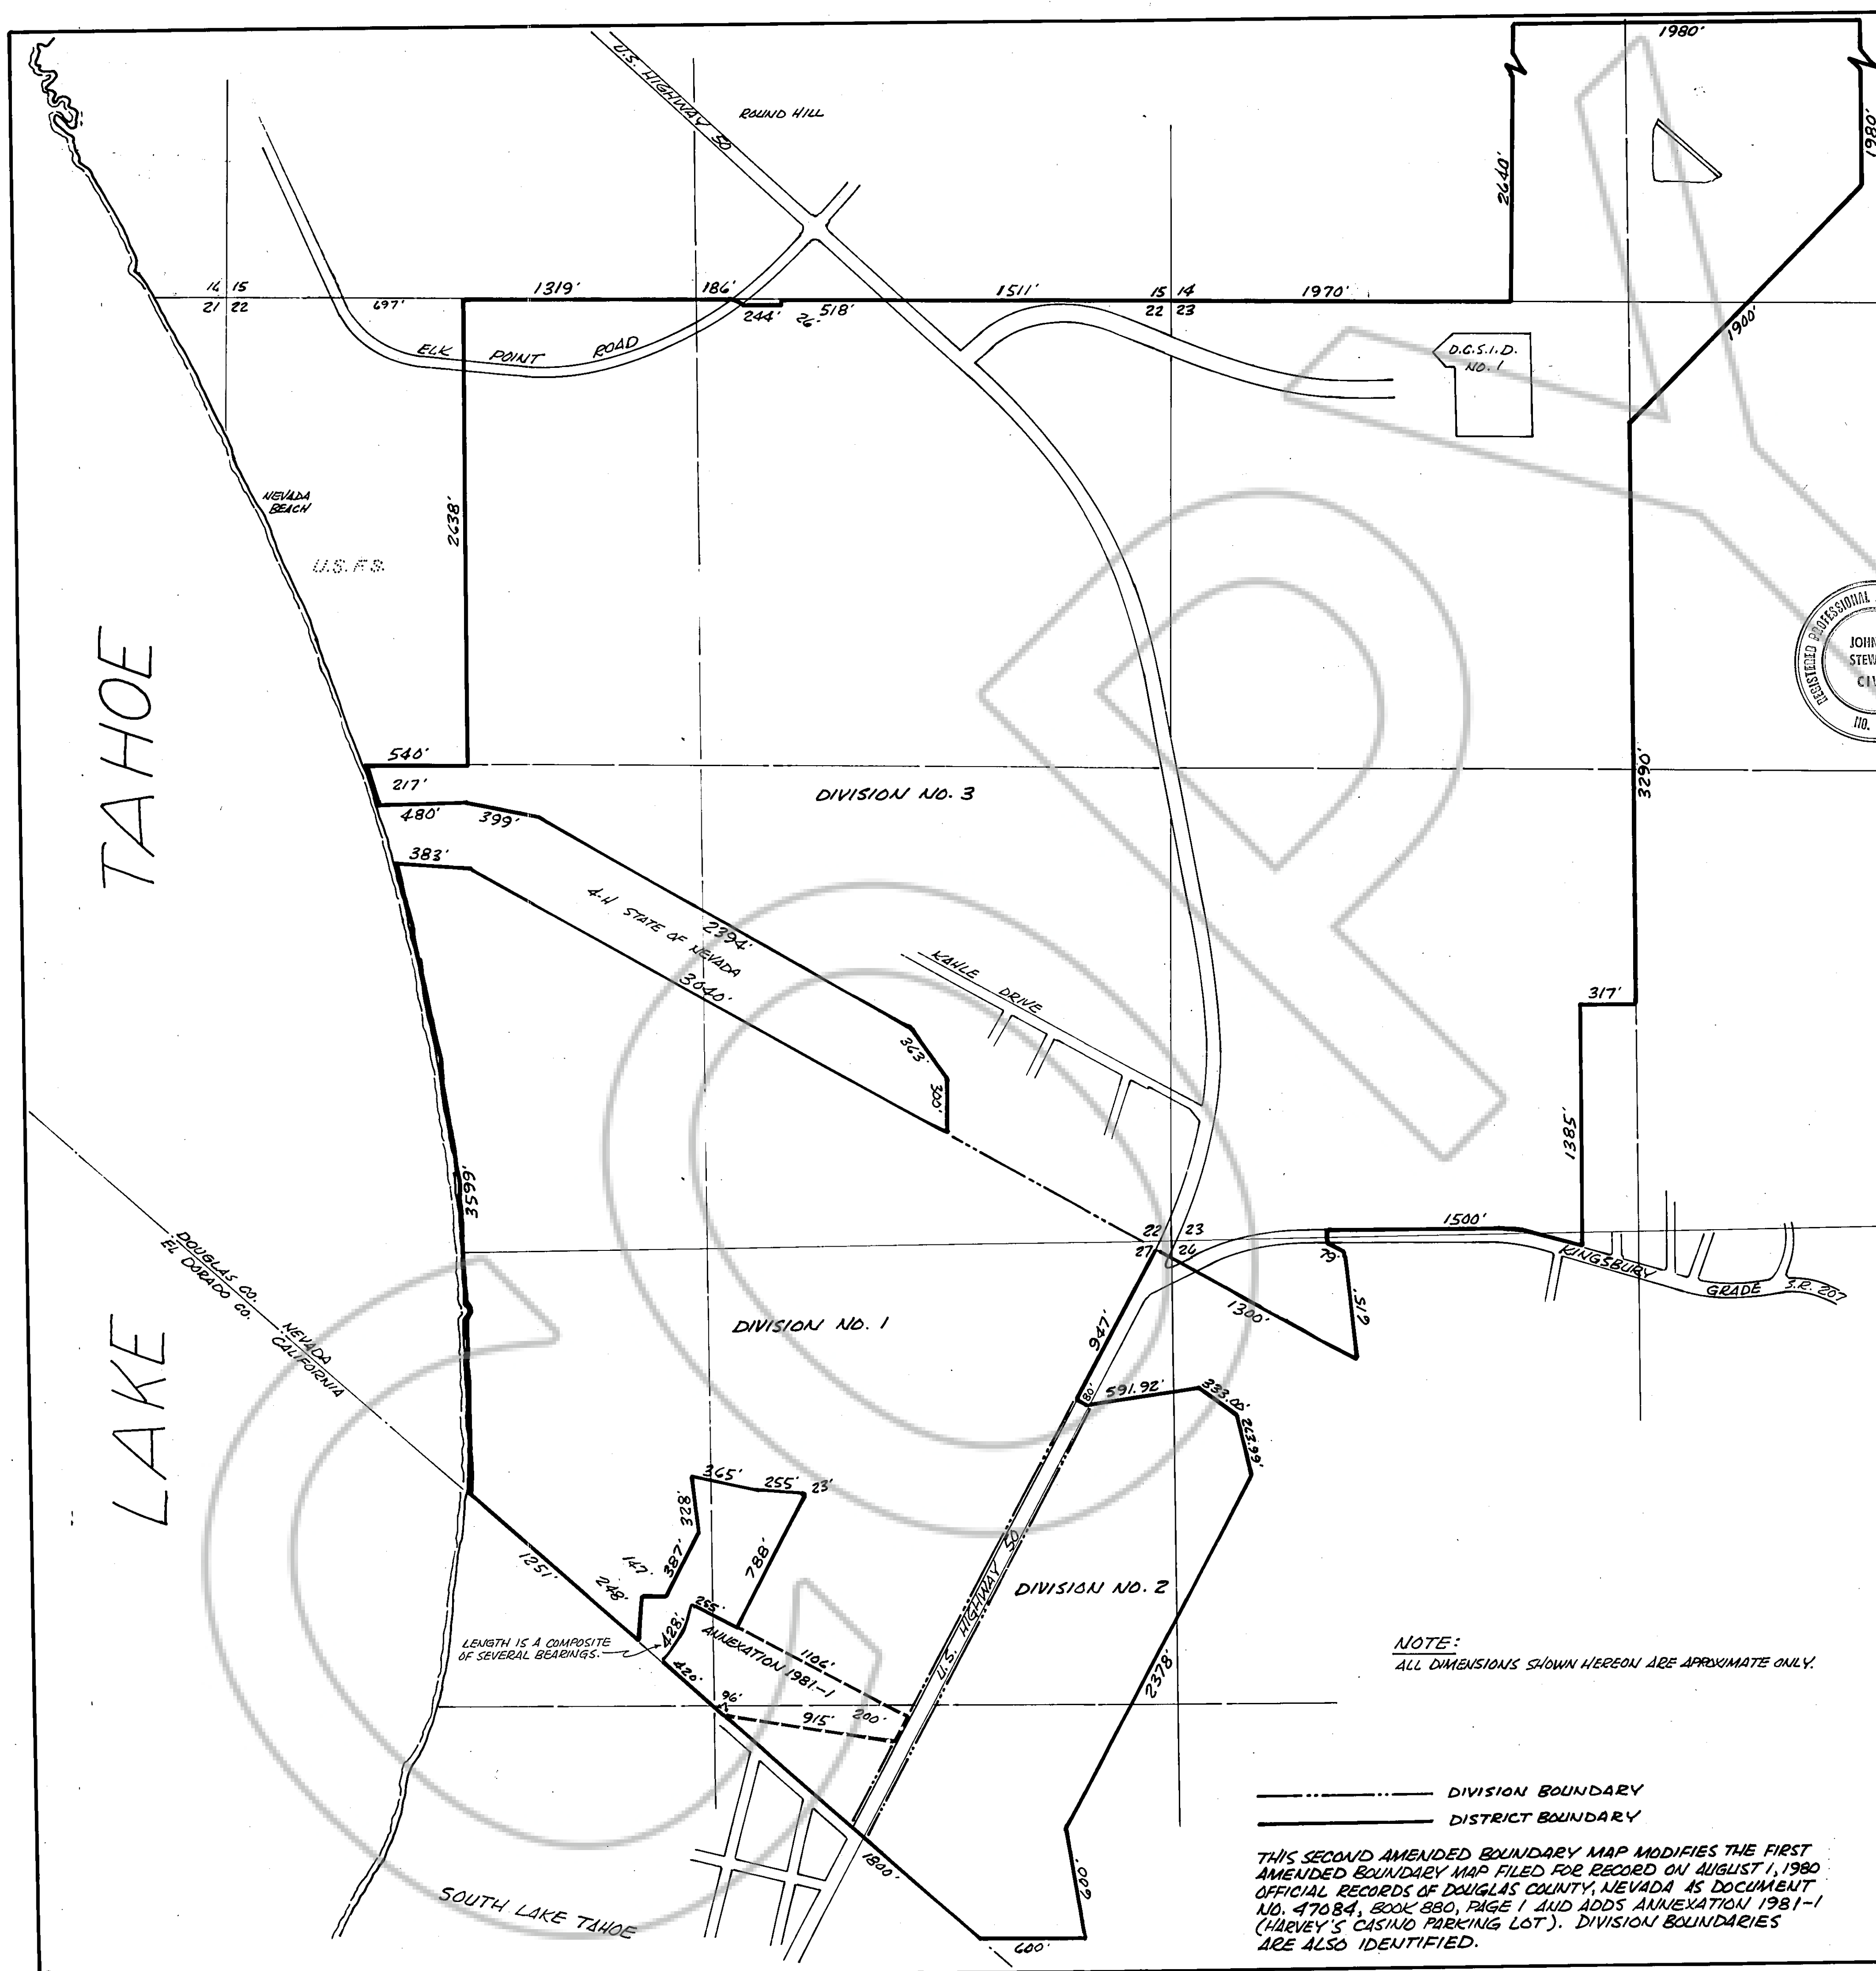 1980'
1980'
U.S. HIGHWAY 50
ROUND HILL
2640'
16 15
21 22
697'
1319'
186'
244'
26'
518'
1511'
15 14
22 23
1970'
1900'
ELK POINT ROAD
D.C.S.I.D.
NO. 1
NEVADA
BEACH
U.S.F.S.
2638'
REGISTERED PROFESSIONAL
JOHN
CIV
NO.
TAHOE
540'
217'
480'
399'
DIVISION NO. 3
3290'
383'
4-H STATE OF NEVADA
2394'
3040'
KAHLE DRIVE
317'
363'
300'
1385'
3599'
DOUGLAS CO.
EL DORADO CO.
NEVADA
CALIFORNIA
22 23
27 26
1500'
79'
KINGSBURY GRADE S.R. 207
1300'
615'
DIVISION NO. 1
947'
80'
591.92'
333.00'
263.99'
LAKE
365'
255'
23'
328'
387'
147'
248'
788'
1251'
U.S. HIGHWAY 50
DIVISION NO. 2
255'
428'
LENGTH IS A COMPOSITE
OF SEVERAL BEARINGS.
ANNEXATION 1981-1
1106'
420'
96'
915'
200'
2378'
NOTE:
ALL DIMENSIONS SHOWN HEREON ARE APPROXIMATE ONLY.
DIVISION BOUNDARY
DISTRICT BOUNDARY
1800'
600'
600'
SOUTH LAKE TAHOE
THIS SECOND AMENDED BOUNDARY MAP MODIFIES THE FIRST
AMENDED BOUNDARY MAP FILED FOR RECORD ON AUGUST 1, 1980
OFFICIAL RECORDS OF DOUGLAS COUNTY, NEVADA AS DOCUMENT
NO. 47084, BOOK 880, PAGE 1 AND ADDS ANNEXATION 1981-1
(HARVEY'S CASINO PARKING LOT). DIVISION BOUNDARIES
ARE ALSO IDENTIFIED.
COPY